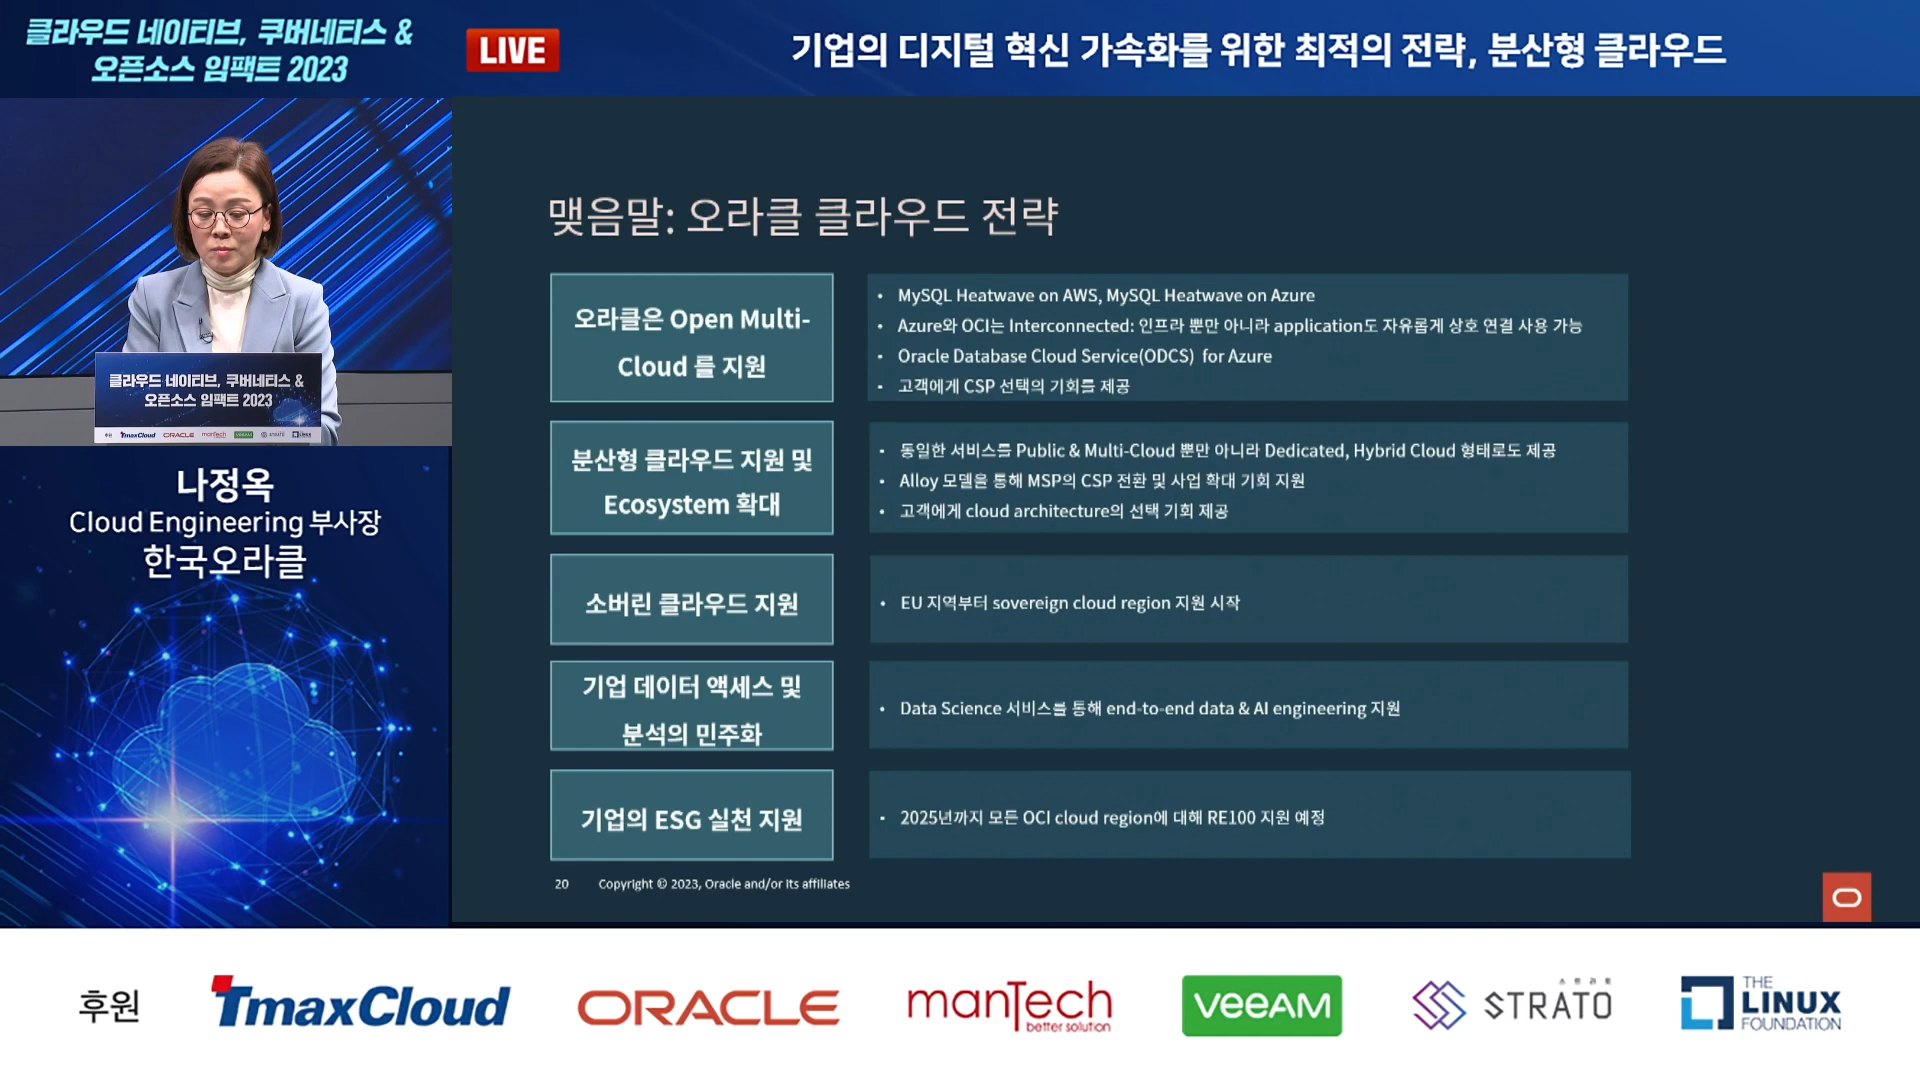 클라우드 네이티브, 쿠버네티스 &
오픈소스 임팩트 2023
LIVE
기업의 디지털 혁신 가속화를 위한 최적의 전략, 분산형 클라우드
클라우드 네이티브, 쿠버네티스 &
오픈소스 임팩트 2023
후원 TmaxCloud ORACLE manTech VEEAM STRATO LINUX
나정옥
Cloud Engineering 부사장
한국오라클
맺음말: 오라클 클라우드 전략
오라클은 Open Multi-
Cloud 를 지원
• MySQL Heatwave on AWS, MySQL Heatwave on Azure
• Azure와 OCI는 Interconnected: 인프라 뿐만 아니라 application도 자유롭게 상호 연결 사용 가능
• Oracle Database Cloud Service(ODCS) for Azure
• 고객에게 CSP 선택의 기회를 제공
분산형 클라우드 지원 및
Ecosystem 확대
• 동일한 서비스를 Public & Multi-Cloud 뿐만 아니라 Dedicated, Hybrid Cloud 형태로도 제공
• Alloy 모델을 통해 MSP의 CSP 전환 및 사업 확대 기회 지원
• 고객에게 cloud architecture의 선택 기회 제공
소버린 클라우드 지원
• EU 지역부터 sovereign cloud region 지원 시작
기업 데이터 액세스 및
분석의 민주화
• Data Science 서비스를 통해 end-to-end data & AI engineering 지원
기업의 ESG 실천 지원
• 2025년까지 모든 OCI cloud region에 대해 RE100 지원 예정
20 Copyright © 2023, Oracle and/or its affiliates
후원
TmaxCloud
ORACLE
manTech
better solution
VEEAM
스트라토
STRATO
THE
LINUX
FOUNDATION